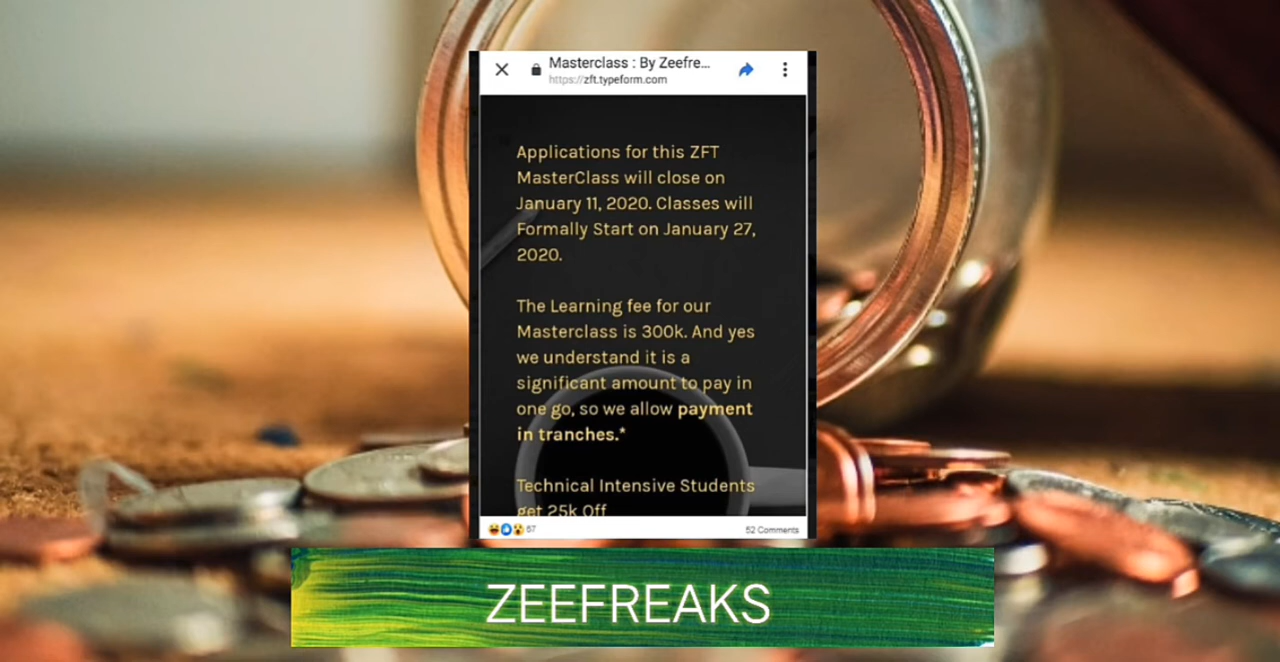 Masterclass : By Zeefre...
https://zft.typeform.com
Applications for this ZFT
MasterClass will close on
January 11, 2020. Classes will
Formally Start on January 27,
2020.
The Learning fee for our
Masterclass is 300k. And yes
we understand it is a
significant amount to pay in
one go, so we allow payment
in tranches.*
Technical Intensive Students
get 25k Off
67
52 Comments
ZEEFREAKS